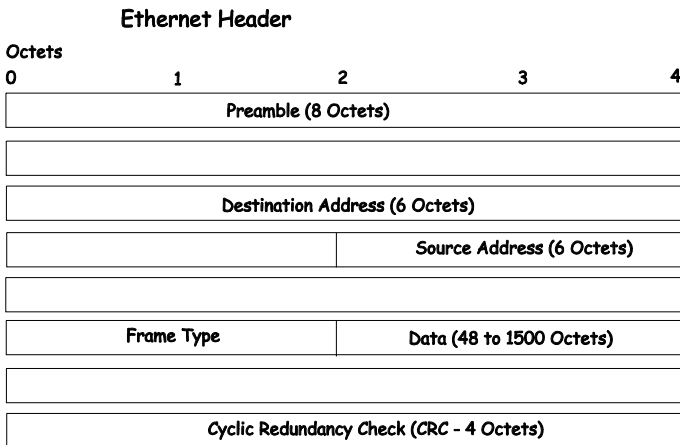 Ethernet Header
Octets
0 1 2 3 4
Preamble (8 Octets)
Destination Address (6 Octets)
Source Address (6 Octets)
Frame Type Data (48 to 1500 Octets)
Cyclic Redundancy Check (CRC - 4 Octets)